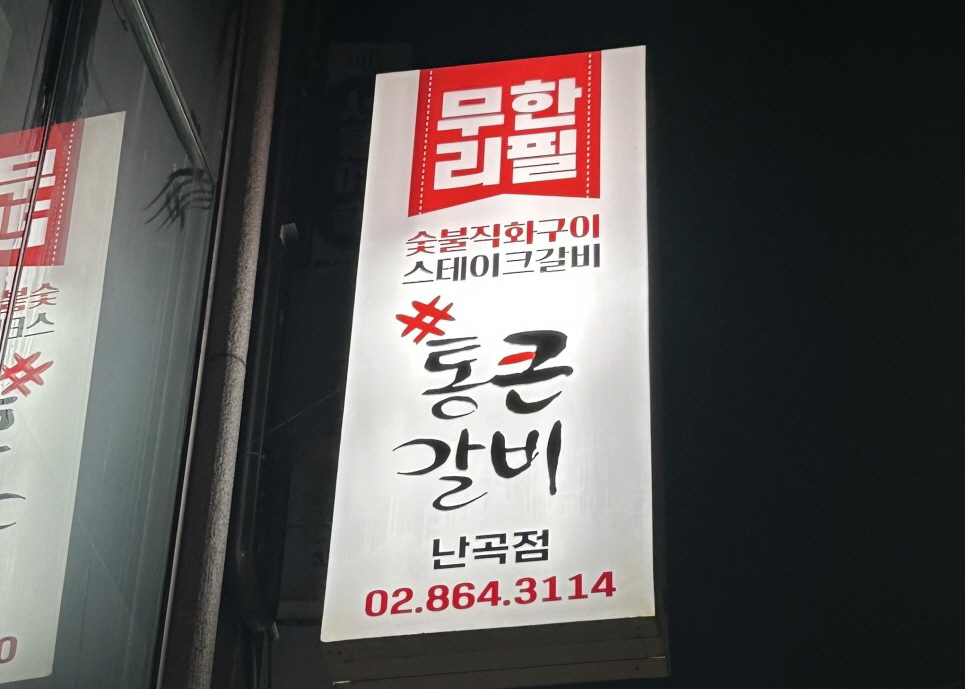 무한
리필
숯불직화구이
스테이크갈비
#통큰
갈비
난곡점
02.864.3114